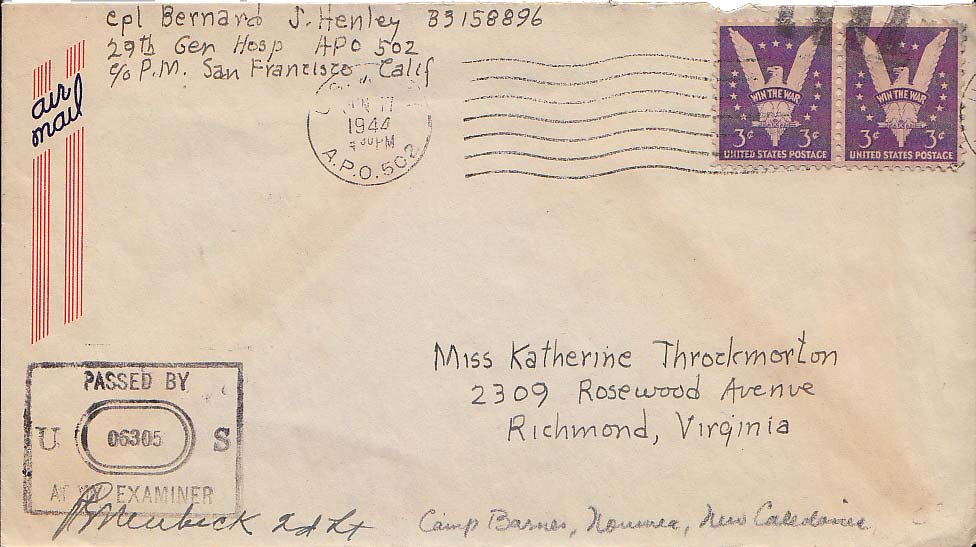 cpl Bernard J. Henley 33158896
29th Gen Hosp APO 502
c/o P.M. San Francisco, Calif
air
mail
17
1944
PM
A.P.O. 502
WIN THE WAR
3¢ 3¢
UNITED STATES POSTAGE
WIN THE WAR
3¢ 3¢
UNITED STATES POSTAGE
Miss Katherine Throckmorton
2309 Rosewood Avenue
Richmond, Virginia
PASSED BY
U 06305 S
EXAMINER
2d Lt
Camp Barnes, Noumea, New Caledonia